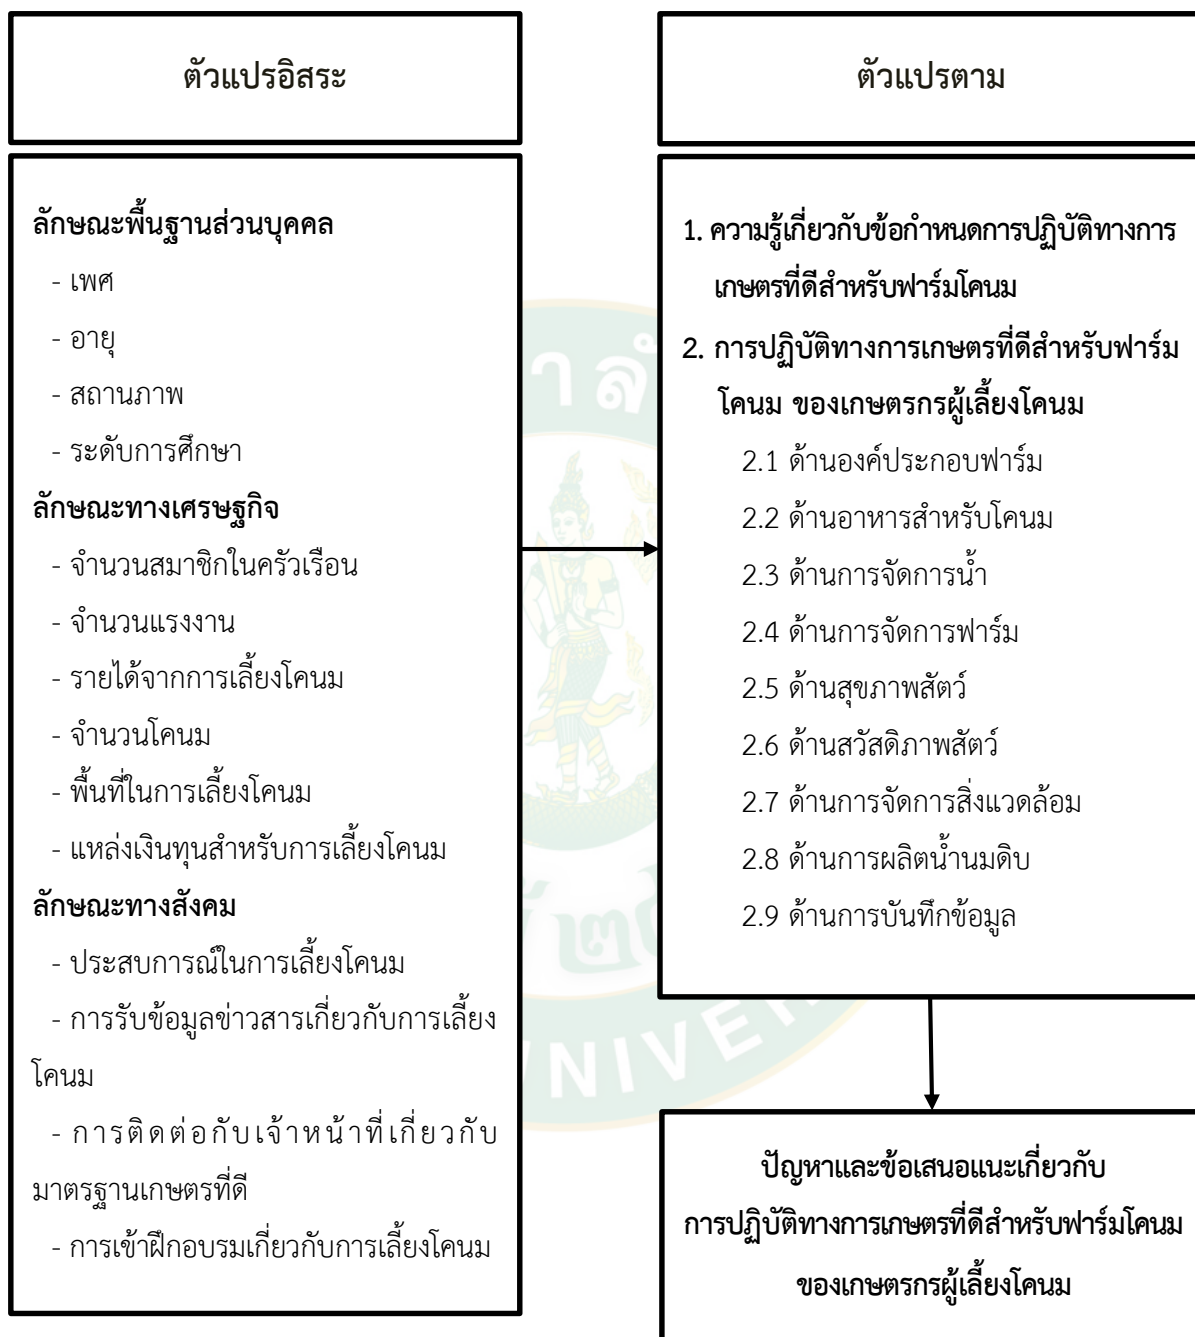 ตัวแปรอิสระ
ลักษณะพื้นฐานส่วนบุคคล
- เพศ
- อายุ
- สถานภาพ
- ระดับการศึกษา
ลักษณะทางเศรษฐกิจ
- จำนวนสมาชิกในครัวเรือน
- จำนวนแรงงาน
- รายได้จากการเลี้ยงโคนม
- จำนวนโคนม
- พื้นที่ในการเลี้ยงโคนม
- แหล่งเงินทุนสำหรับการเลี้ยงโคนม
ลักษณะทางสังคม
- ประสบการณ์ในการเลี้ยงโคนม
- การรับข้อมูลข่าวสารเกี่ยวกับการเลี้ยง
โคนม
- การติดต่อกับเจ้าหน้าที่เกี่ยวกับ
มาตรฐานเกษตรที่ดี
- การเข้าฝึกอบรมเกี่ยวกับการเลี้ยงโคนม
ตัวแปรตาม
1. ความรู้เกี่ยวกับข้อกำหนดการปฏิบัติทางการ
เกษตรที่ดีสำหรับฟาร์มโคนม
2. การปฏิบัติทางการเกษตรที่ดีสำหรับฟาร์ม
โคนม ของเกษตรกรผู้เลี้ยงโคนม
2.1 ด้านองค์ประกอบฟาร์ม
2.2 ด้านอาหารสำหรับโคนม
2.3 ด้านการจัดการน้ำ
2.4 ด้านการจัดการฟาร์ม
2.5 ด้านสุขภาพสัตว์
2.6 ด้านสวัสดิภาพสัตว์
2.7 ด้านการจัดการสิ่งแวดล้อม
2.8 ด้านการผลิตน้ำนมดิบ
2.9 ด้านการบันทึกข้อมูล
ปัญหาและข้อเสนอแนะเกี่ยวกับ
การปฏิบัติทางการเกษตรที่ดีสำหรับฟาร์มโคนม
ของเกษตรกรผู้เลี้ยงโคนม